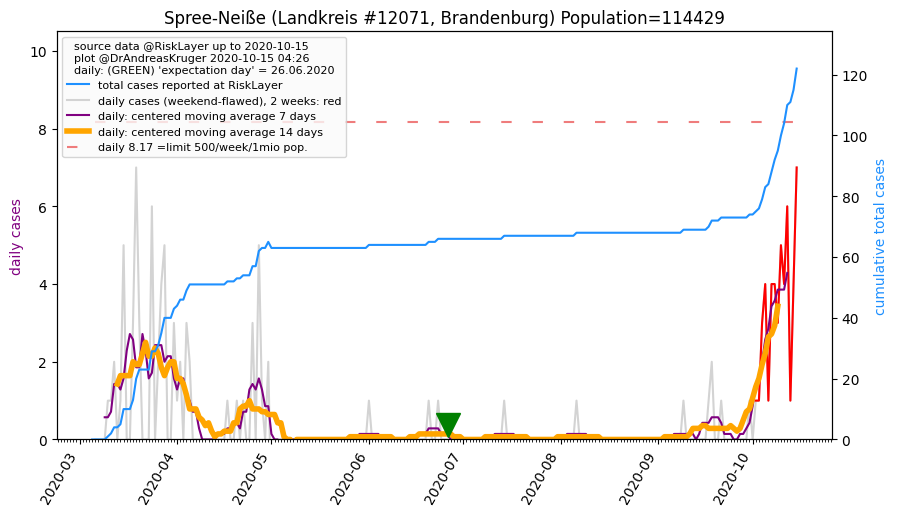 Spree-Neiße (Landkreis #12071, Brandenburg) Population=114429
source data @RiskLayer up to 2020-10-15
plot @DrAndreasKruger 2020-10-15 04:26
daily: (GREEN) 'expectation day' = 26.06.2020
total cases reported at RiskLayer
daily cases (weekend-flawed), 2 weeks: red
daily: centered moving average 7 days
daily: centered moving average 14 days
daily 8.17 =limit 500/week/1mio pop.
daily cases
10
8
6
4
2
0
cumulative total cases
120
100
80
60
40
20
0
2020-03
2020-04
2020-05
2020-06
2020-07
2020-08
2020-09
2020-10